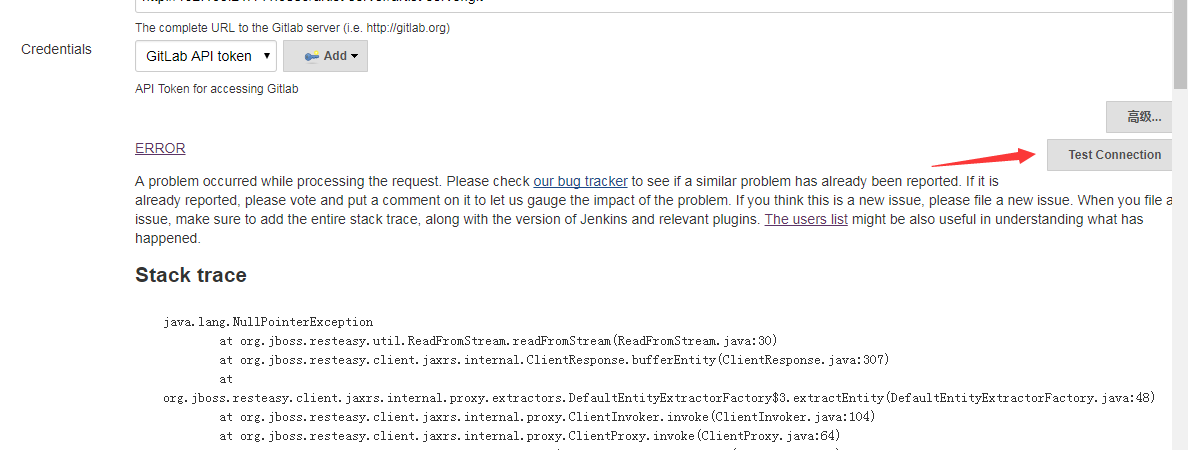 The complete URL to the Gitlab server (i.e. http://gitlab.org)
Credentials
GitLab API token
Add
API Token for accessing Gitlab
高级...
ERROR
Test Connection
A problem occurred while processing the request. Please check our bug tracker to see if a similar problem has already been reported. If it is
already reported, please vote and put a comment on it to let us gauge the impact of the problem. If you think this is a new issue, please file a new issue. When you file a
issue, make sure to add the entire stack trace, along with the version of Jenkins and relevant plugins. The users list might be also useful in understanding what has
happened.
Stack trace
java.lang.NullPointerException
at org.jboss.resteasy.util.ReadFromStream.readFromStream(ReadFromStream.java:30)
at org.jboss.resteasy.client.jaxrs.internal.ClientResponse.bufferEntity(ClientResponse.java:307)
at
org.jboss.resteasy.client.jaxrs.internal.proxy.extractors.DefaultEntityExtractorFactory$3.extractEntity(DefaultEntityExtractorFactory.java:48)
at org.jboss.resteasy.client.jaxrs.internal.proxy.ClientInvoker.invoke(ClientInvoker.java:104)
at org.jboss.resteasy.client.jaxrs.internal.proxy.ClientProxy.invoke(ClientProxy.java:64)